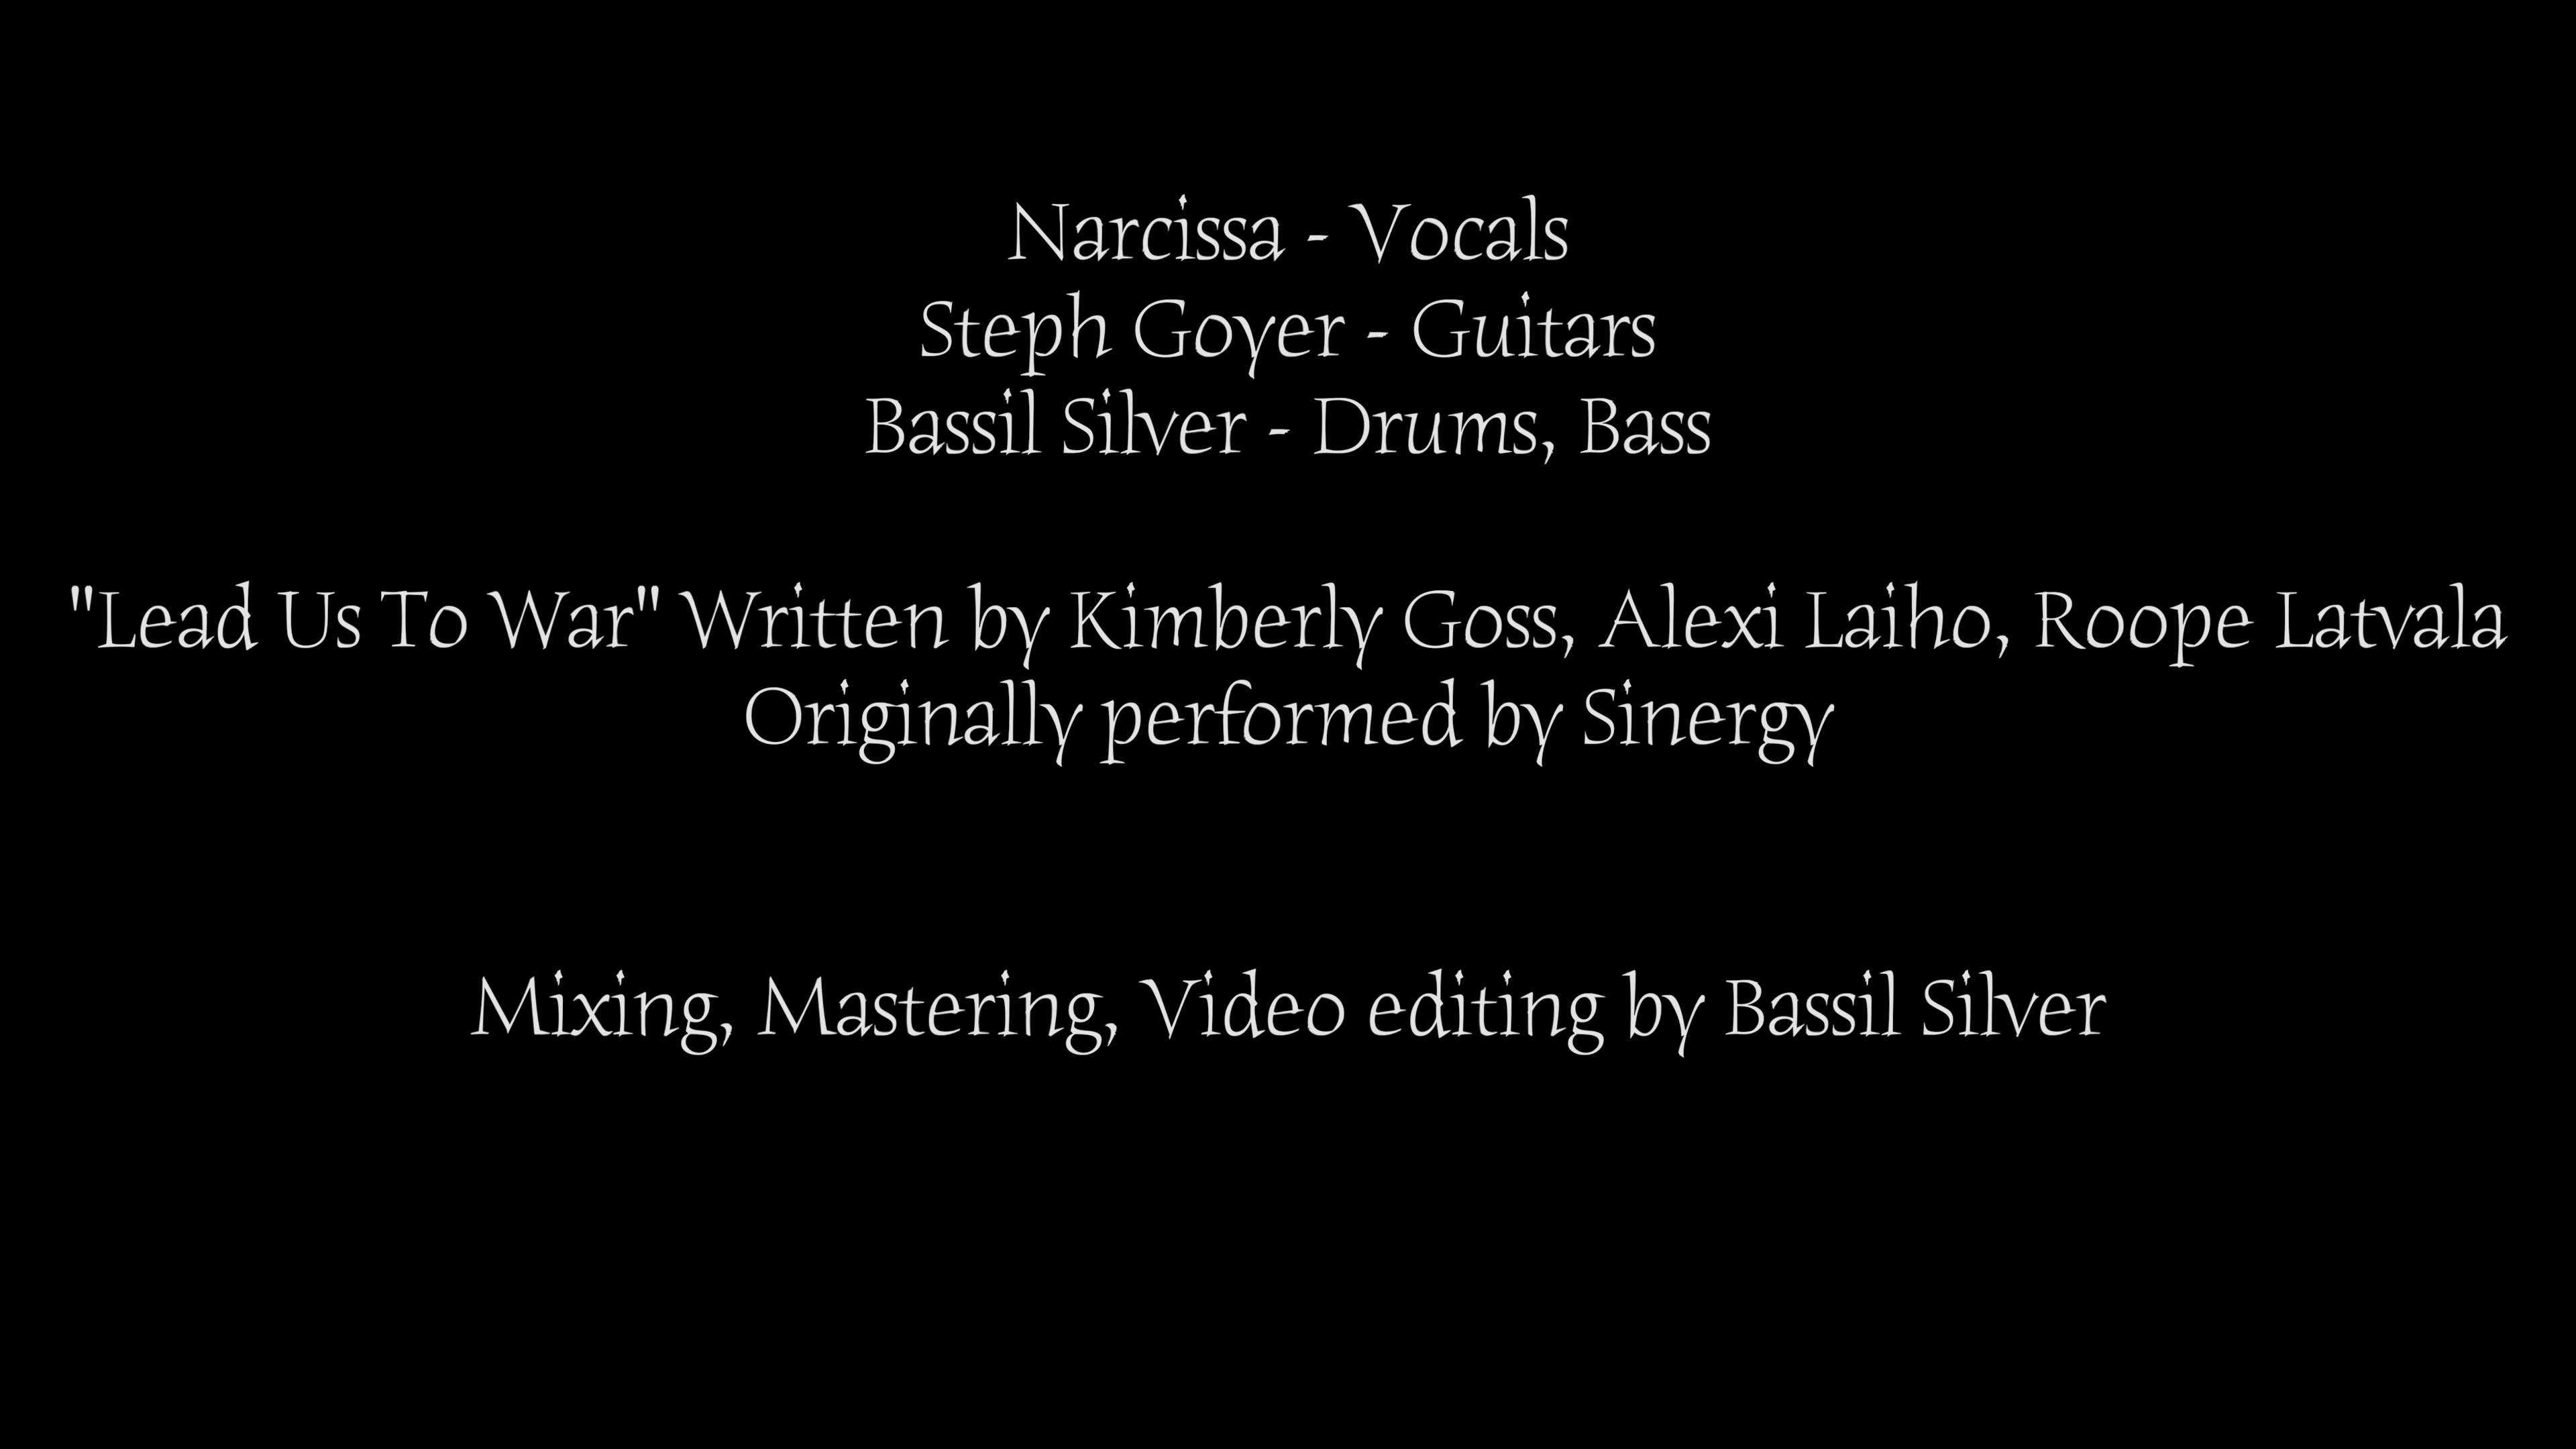 Narcissa - Vocals
Steph Goyer - Guitars
Bassil Silver - Drums, Bass
"Lead Us To War" Written by Kimberly Goss, Alexi Laiho, Roope Latvala
Originally performed by Sinergy
Mixing, Mastering, Video editing by Bassil Silver